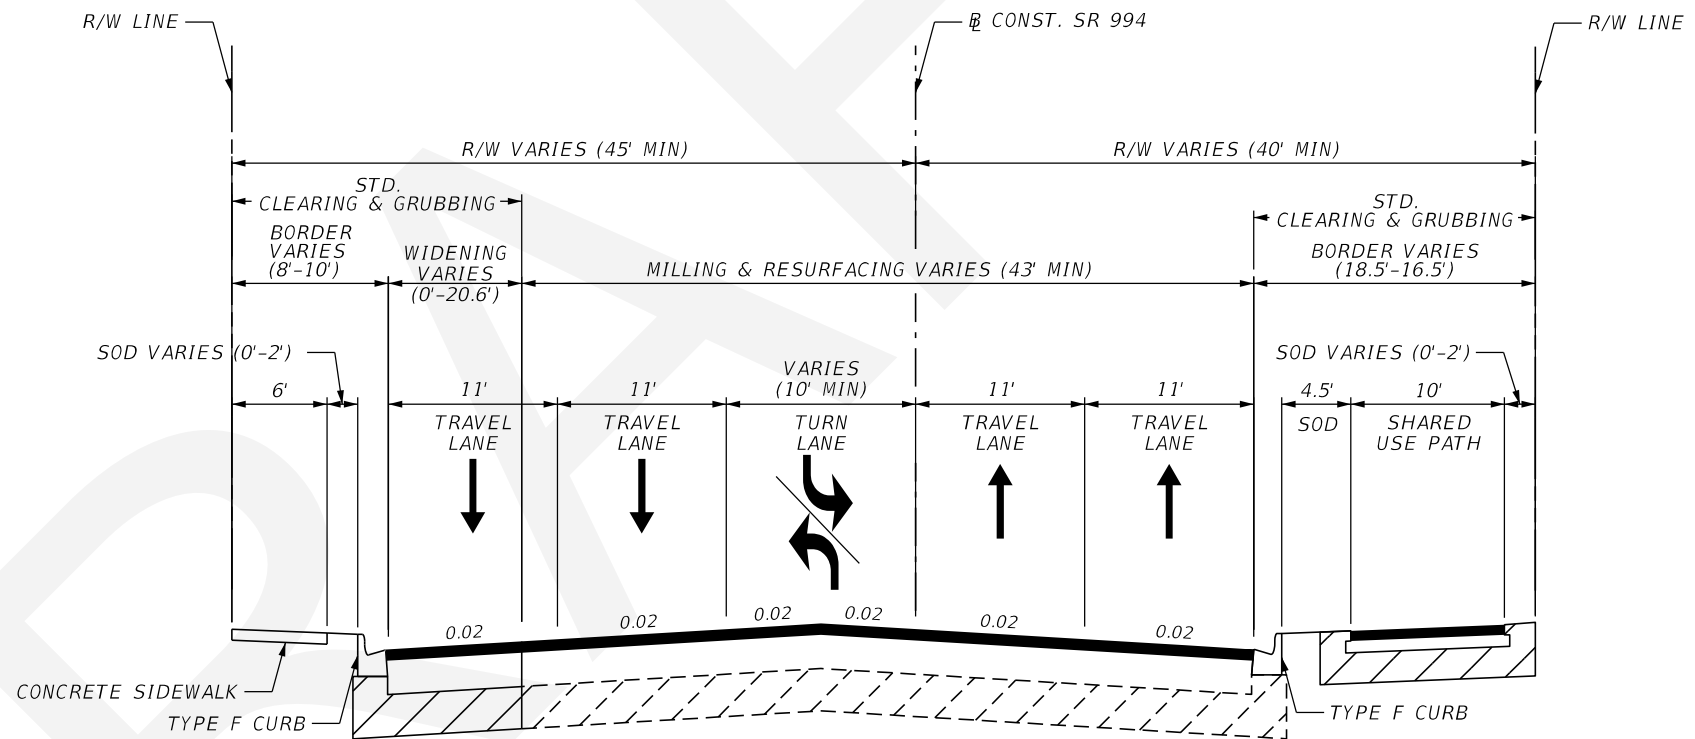 R/W LINE
BL CONST. SR 994
R/W LINE
R/W VARIES (45' MIN)
R/W VARIES (40' MIN)
STD.
CLEARING & GRUBBING
STD.
CLEARING & GRUBBING
BORDER
VARIES
(8'-10')
WIDENING
VARIES
(0'-20.6')
MILLING & RESURFACING VARIES (43' MIN)
BORDER VARIES
(18.5'-16.5')
SOD VARIES (0'-2')
SOD VARIES (0'-2')
6'
11'
11'
VARIES
(10' MIN)
11'
11'
4.5'
10'
TRAVEL
LANE
TRAVEL
LANE
TURN
LANE
TRAVEL
LANE
TRAVEL
LANE
SOD
SHARED
USE PATH
0.02
0.02
0.02
0.02
0.02
0.02
CONCRETE SIDEWALK
TYPE F CURB
TYPE F CURB